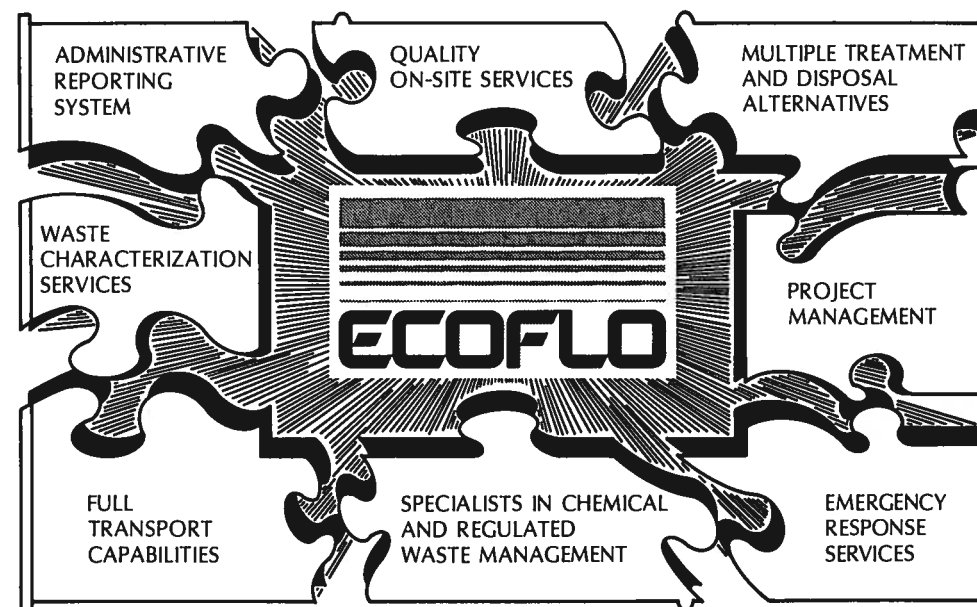 ADMINISTRATIVE
REPORTING
SYSTEM
QUALITY
ON-SITE SERVICES
MULTIPLE TREATMENT
AND DISPOSAL
ALTERNATIVES
WASTE
CHARACTERIZATION
SERVICES
ECOFLO
PROJECT
MANAGEMENT
FULL
TRANSPORT
CAPABILITIES
SPECIALISTS IN CHEMICAL
AND REGULATED
WASTE MANAGEMENT
EMERGENCY
RESPONSE
SERVICES